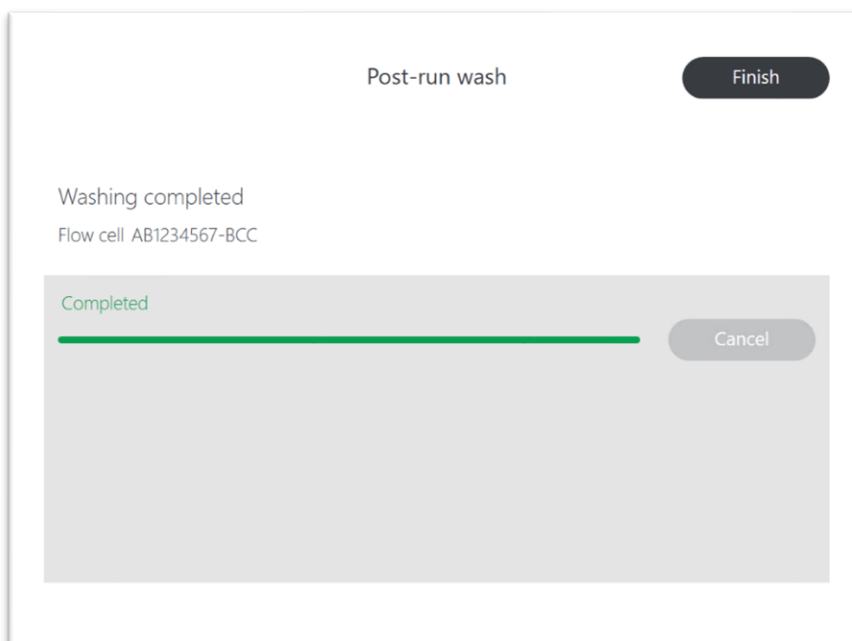 Post-run wash
Finish
Washing completed
Flow cell AB1234567-BCC
Completed
Cancel